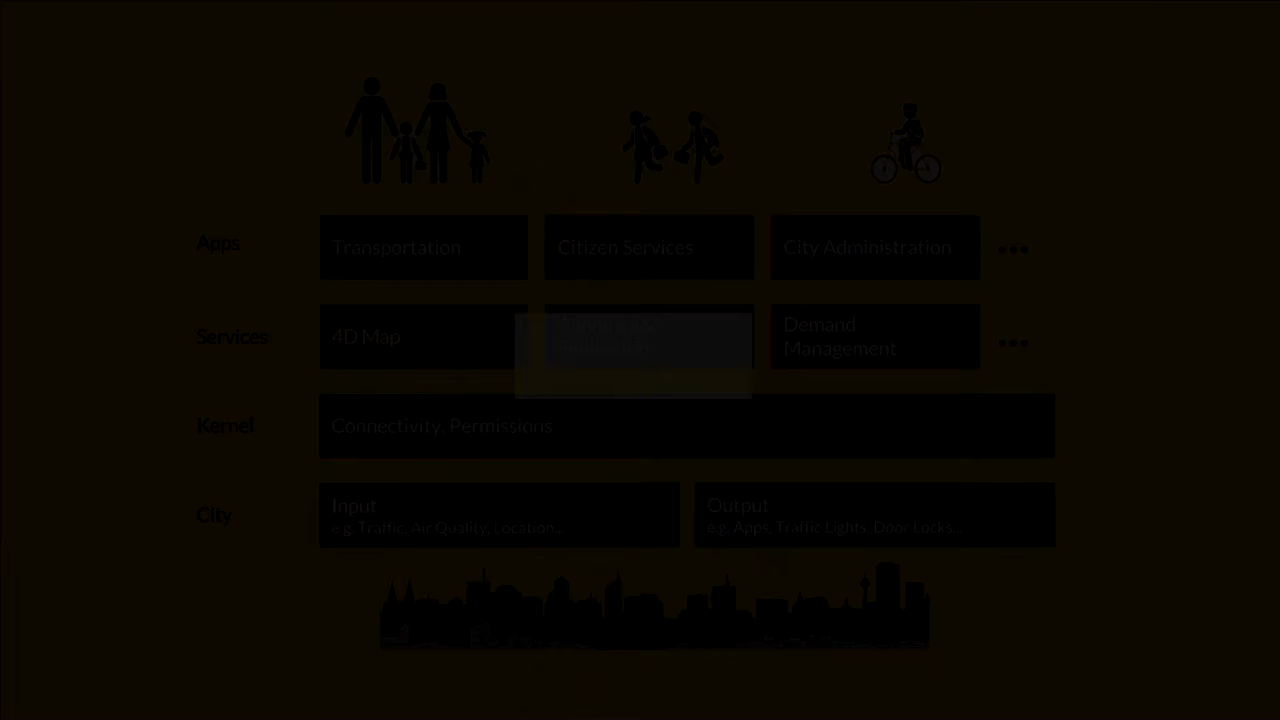 Apps
Transportation
Citizen Services
City Administration
Services
4D Map
Demand
Management
Kernel
Connectivity, Permissions
City
Input
e.g. Traffic, Air Quality, Location...
Output
e.g. Apps, Traffic Lights, Door Locks...